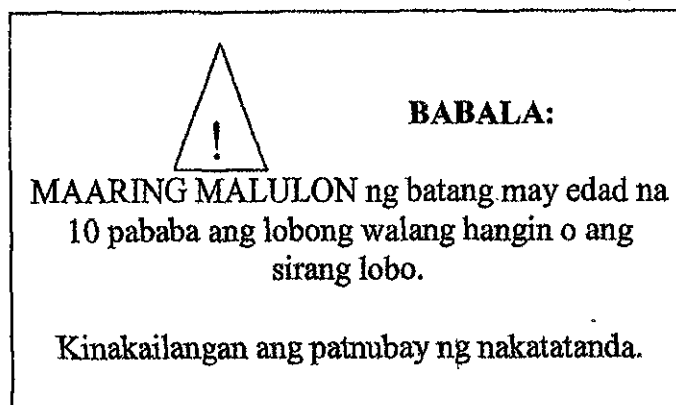 BABALA:
!
MAARING MALULON ng batang may edad na
10 pababa ang lobong walang hangin o ang
sirang lobo.
Kinakailangan ang patnubay ng nakatatanda.